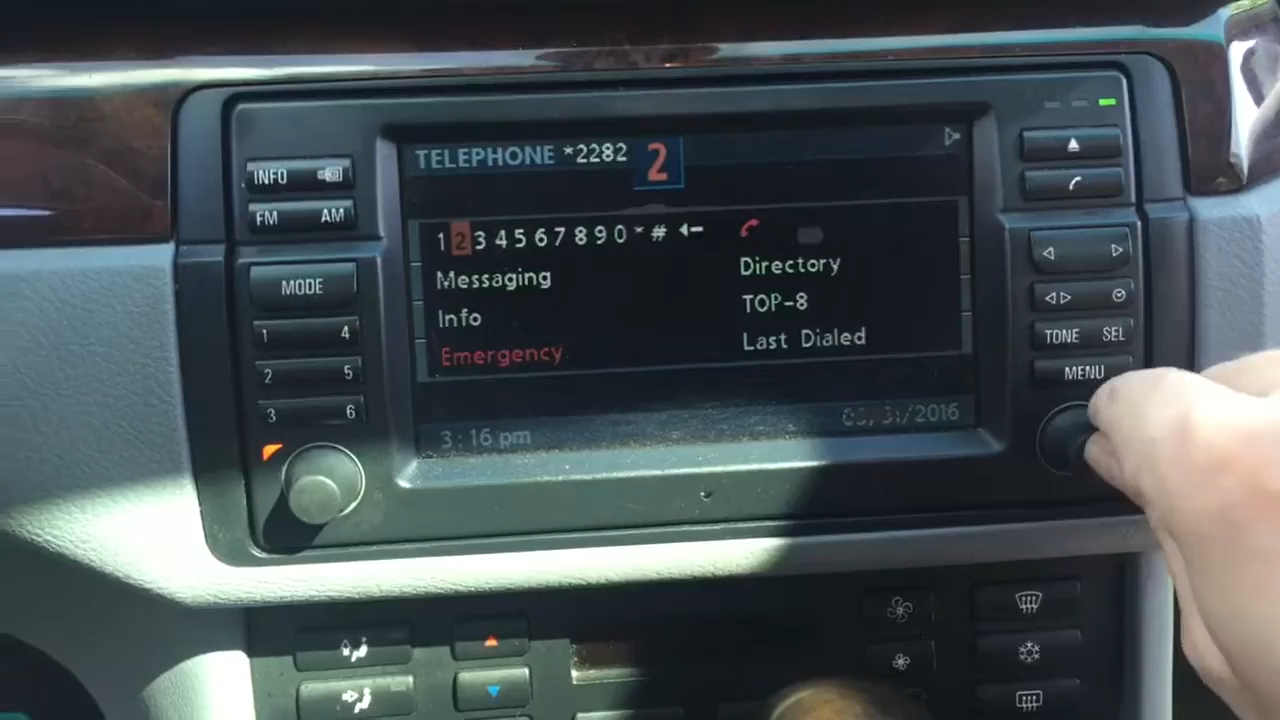 INFO
FM AM
MODE
1 4
2 5
3 6
TELEPHONE *2282 2
1 2 3 4 5 6 7 8 9 0 * #
Messaging
Info
Emergency
Directory
TOP-8
Last Dialed
3:16 pm
TONE SEL
MENU